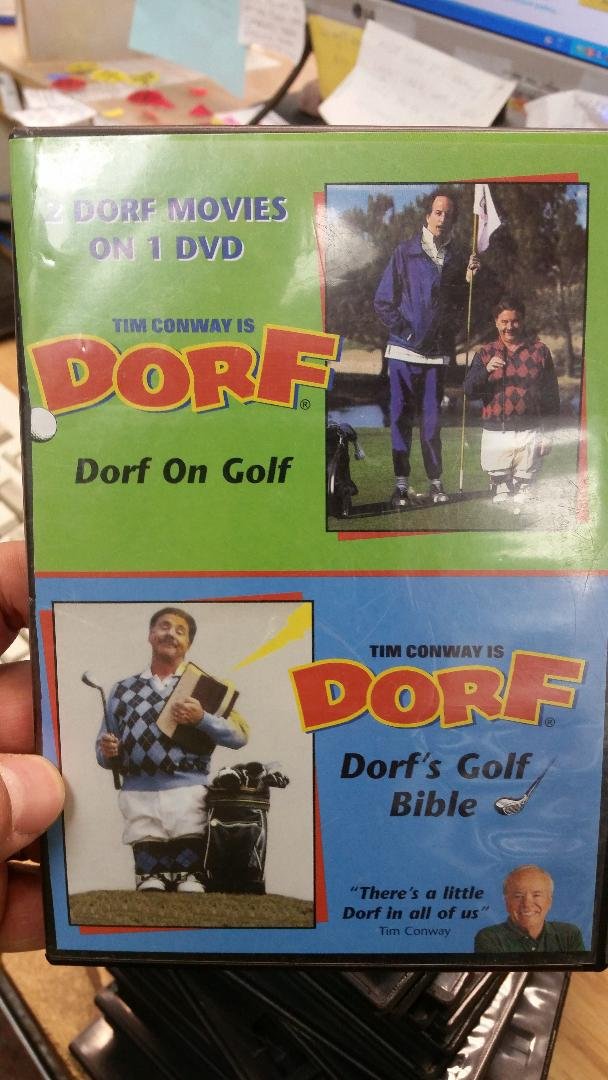 2 DORF MOVIES
ON 1 DVD
TIM CONWAY IS
DORF®
Dorf On Golf
TIM CONWAY IS
DORF®
Dorf's Golf
Bible
"There's a little
Dorf in all of us"
Tim Conway